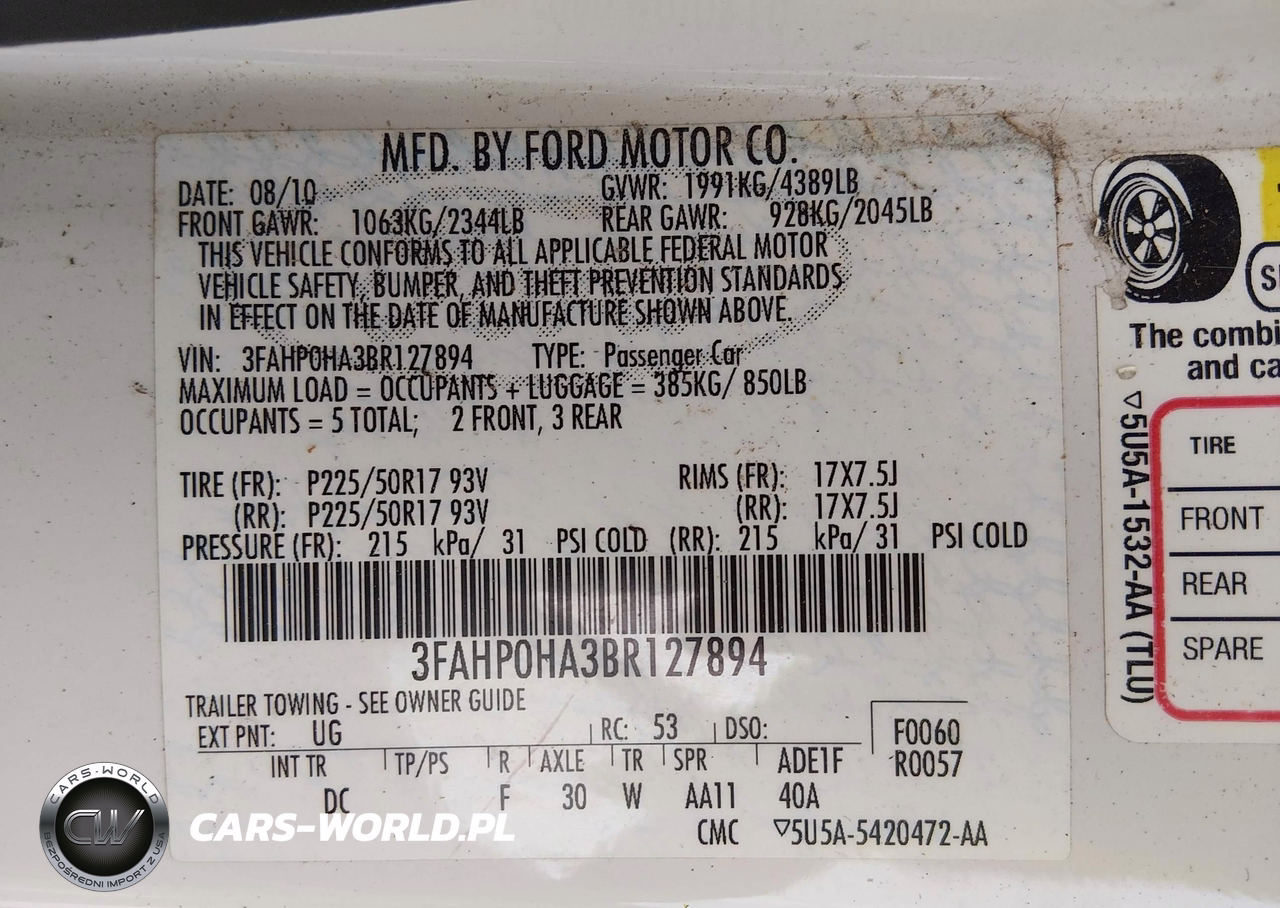 MFD. BY FORD MOTOR CO.
DATE: 08/10 GVWR: 1991KG/4389LB
FRONT GAWR: 1063KG/2344LB REAR GAWR: 928KG/2045LB
THIS VEHICLE CONFORMS TO ALL APPLICABLE FEDERAL MOTOR
VEHICLE SAFETY, BUMPER, AND THEFT PREVENTION STANDARDS
IN EFFECT ON THE DATE OF MANUFACTURE SHOWN ABOVE.
VIN: 3FAHP0HA3BR127894 TYPE: Passenger Car
MAXIMUM LOAD = OCCUPANTS + LUGGAGE = 385KG/ 850LB
OCCUPANTS = 5 TOTAL; 2 FRONT, 3 REAR
TIRE (FR): P225/50R17 93V RIMS (FR): 17X7.5J
(RR): P225/50R17 93V (RR): 17X7.5J
PRESSURE (FR): 215 kPa/ 31 PSI COLD (RR): 215 kPa/ 31 PSI COLD
3FAHP0HA3BR127894
TRAILER TOWING - SEE OWNER GUIDE
EXT PNT: UG RC: 53 DSO: F0060
INT TR TP/PS R AXLE TR SPR ADE1F R0057
DC F 30 W AA11 40A
CMC ▽5U5A-5420472-AA
The combi
and ca
▽5U5A-1532-AA (TLU)
TIRE
FRONT
REAR
SPARE
CARS-WORLD
CW
BEZPOŚREDNI IMPORT Z USA
CARS-WORLD.PL